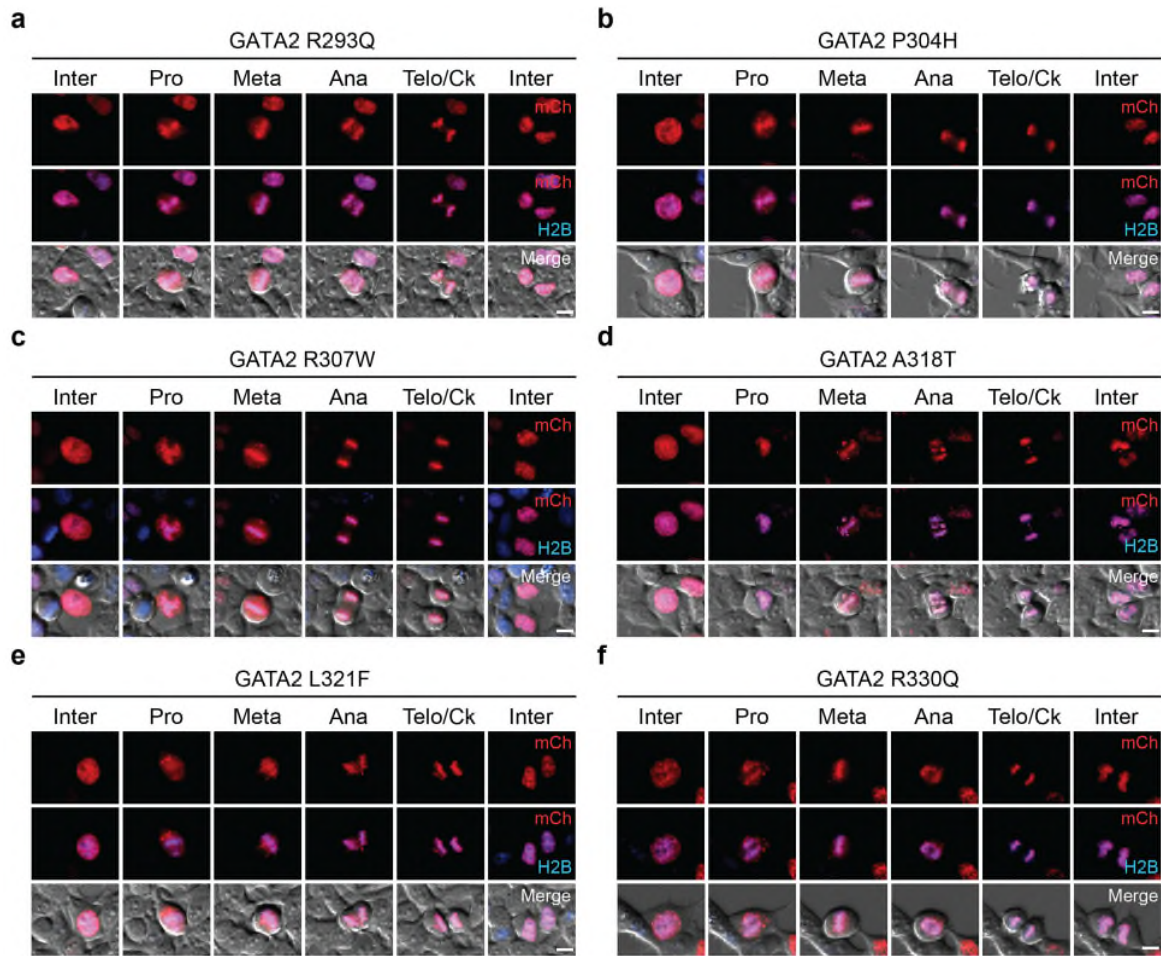 a
GATA2 R293Q
Inter Pro Meta Ana Telo/Ck Inter
mCh
mCh
H2B
Merge
b
GATA2 P304H
Inter Pro Meta Ana Telo/Ck Inter
mCh
mCh
H2B
Merge
c
GATA2 R307W
Inter Pro Meta Ana Telo/Ck Inter
mCh
mCh
H2B
Merge
d
GATA2 A318T
Inter Pro Meta Ana Telo/Ck Inter
mCh
mCh
H2B
Merge
e
GATA2 L321F
Inter Pro Meta Ana Telo/Ck Inter
mCh
mCh
H2B
Merge
f
GATA2 R330Q
Inter Pro Meta Ana Telo/Ck Inter
mCh
mCh
H2B
Merge